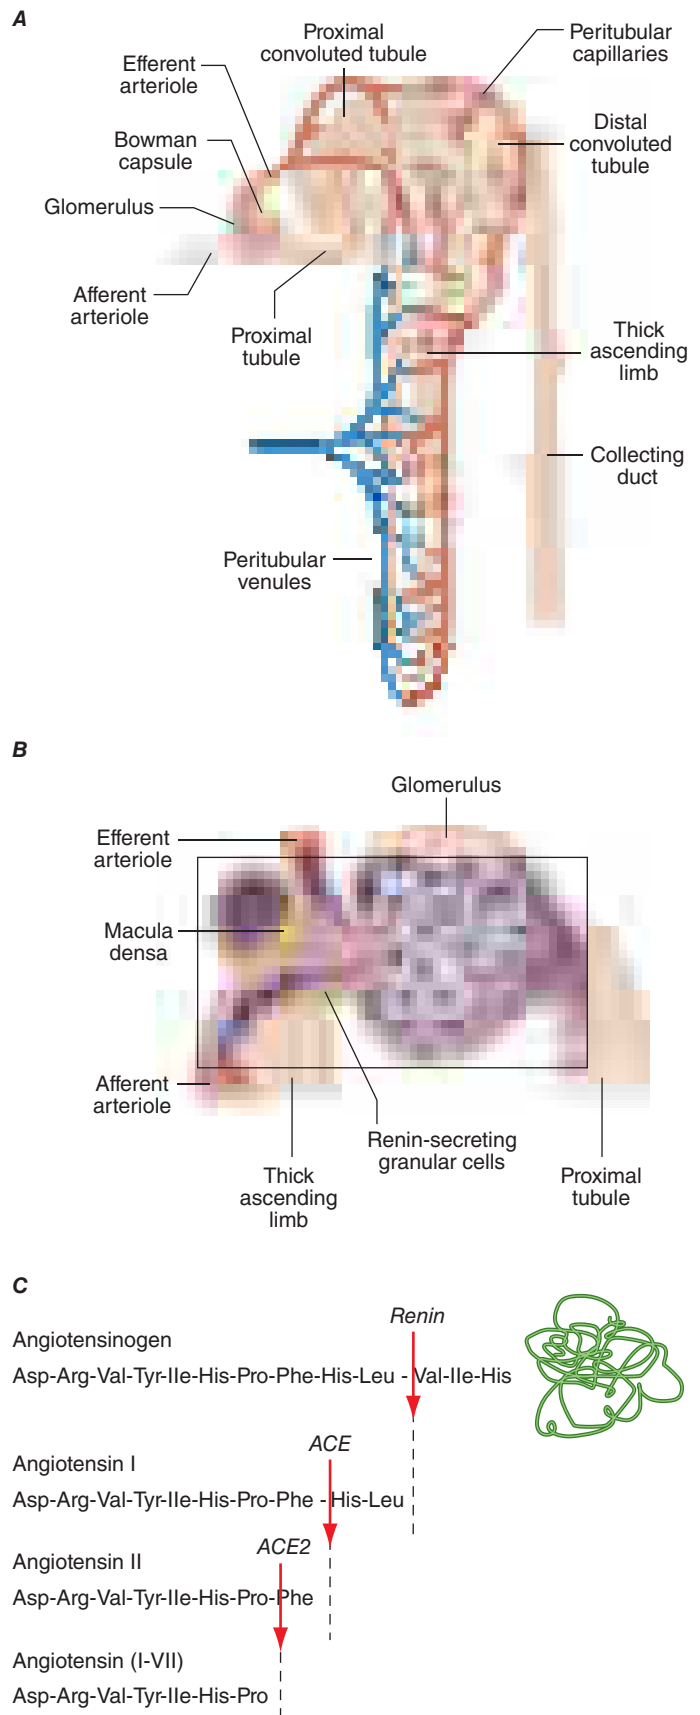 A
Proximal
convoluted tubule
Peritubular
capillaries
Efferent
arteriole
Bowman
capsule
Distal
convoluted
tubule
Glomerulus
Afferent
arteriole
Proximal
tubule
Thick
ascending
limb
Collecting
duct
Peritubular
venules
B
Glomerulus
Efferent
arteriole
Macula
densa
Afferent
arteriole
Renin-secreting
granular cells
Thick
ascending
limb
Proximal
tubule
C
Renin
Angiotensinogen
Asp-Arg-Val-Tyr-Ile-His-Pro-Phe-His-Leu - Val-Ile-His
ACE
Angiotensin I
Asp-Arg-Val-Tyr-Ile-His-Pro-Phe - His-Leu
ACE2
Angiotensin II
Asp-Arg-Val-Tyr-Ile-His-Pro-Phe
Angiotensin (I-VII)
Asp-Arg-Val-Tyr-Ile-His-Pro